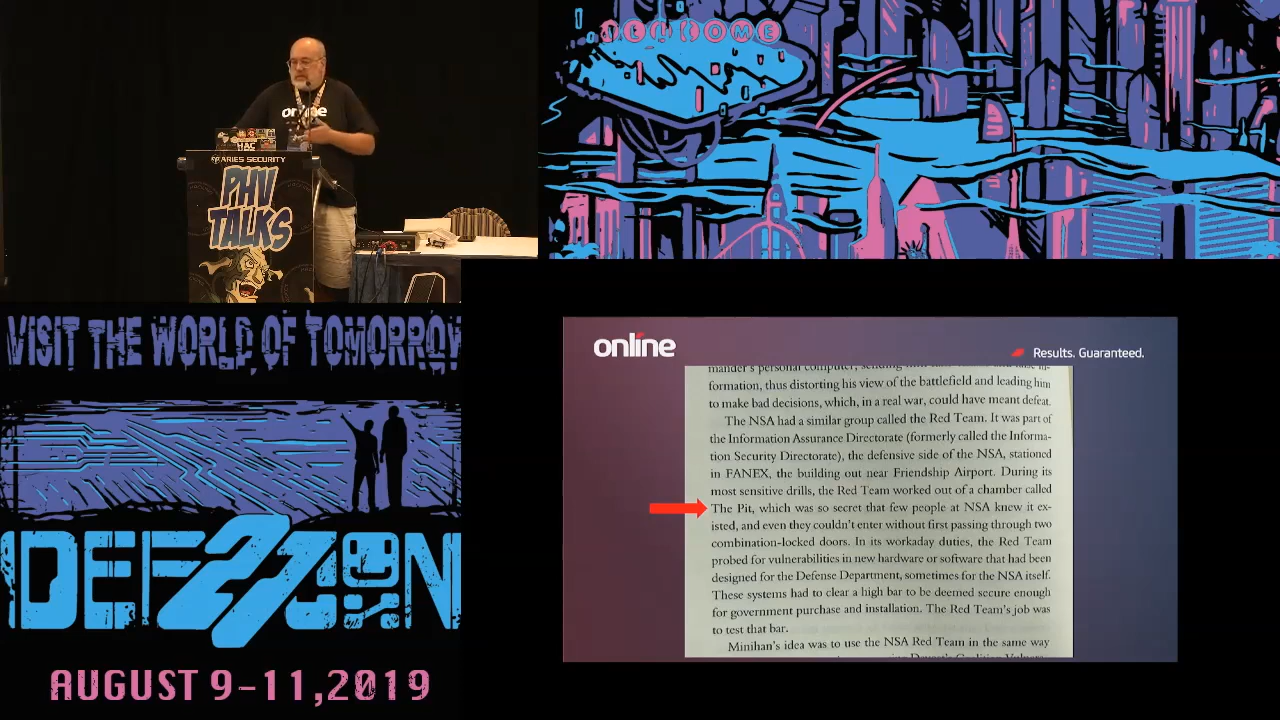 WELCOME
online
HAC
ARIES SECURITY
PHV
TALKS
VISIT THE WORLD OF TOMORROW
DEF 27 CON
AUGUST 9-11,2019
online
Results. Guaranteed.
mander's personal computer, sending him
formation, thus distorting his view of the battlefield and leading him
to make bad decisions, which, in a real war, could have meant defeat.
The NSA had a similar group called the Red Team. It was part of
the Information Assurance Directorate (formerly called the Informa-
tion Security Directorate), the defensive side of the NSA, stationed
in FANEX, the building out near Friendship Airport. During its
most sensitive drills, the Red Team worked out of a chamber called
The Pit, which was so secret that few people at NSA knew it ex-
isted, and even they couldn't enter without first passing through two
combination-locked doors. In its workaday duties, the Red Team
probed for vulnerabilities in new hardware or software that had been
designed for the Defense Department, sometimes for the NSA itself.
These systems had to clear a high bar to be deemed secure enough
for government purchase and installation. The Red Team's job was
to test that bar.
Minihan's idea was to use the NSA Red Team in the same way